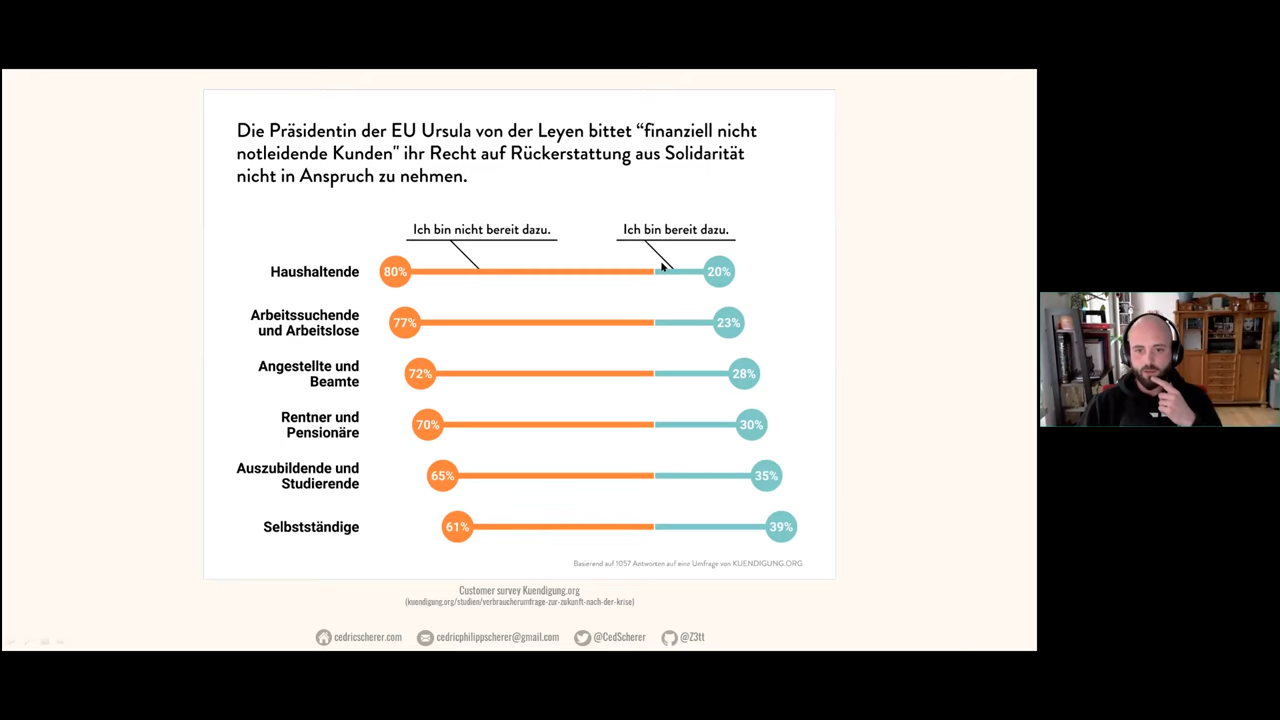 Die Präsidentin der EU Ursula von der Leyen bittet “finanziell nicht
notleidende Kunden" ihr Recht auf Rückerstattung aus Solidarität
nicht in Anspruch zu nehmen.
Ich bin nicht bereit dazu.
Ich bin bereit dazu.
Haushaltende
80%
20%
Arbeitssuchende
und Arbeitslose
77%
23%
Angestellte und
Beamte
72%
28%
Rentner und
Pensionäre
70%
30%
Auszubildende und
Studierende
65%
35%
Selbstständige
61%
39%
Basierend auf 1057 Antworten auf eine Umfrage von KUENDIGUNG.ORG
Customer survey Kuendigung.org
(kuendigung.org/studien/verbraucherumfrage-zur-zukunft-nach-der-krise)
cedricscherer.com
cedricphilippscherer@gmail.com
@CedScherer
@Z3tt